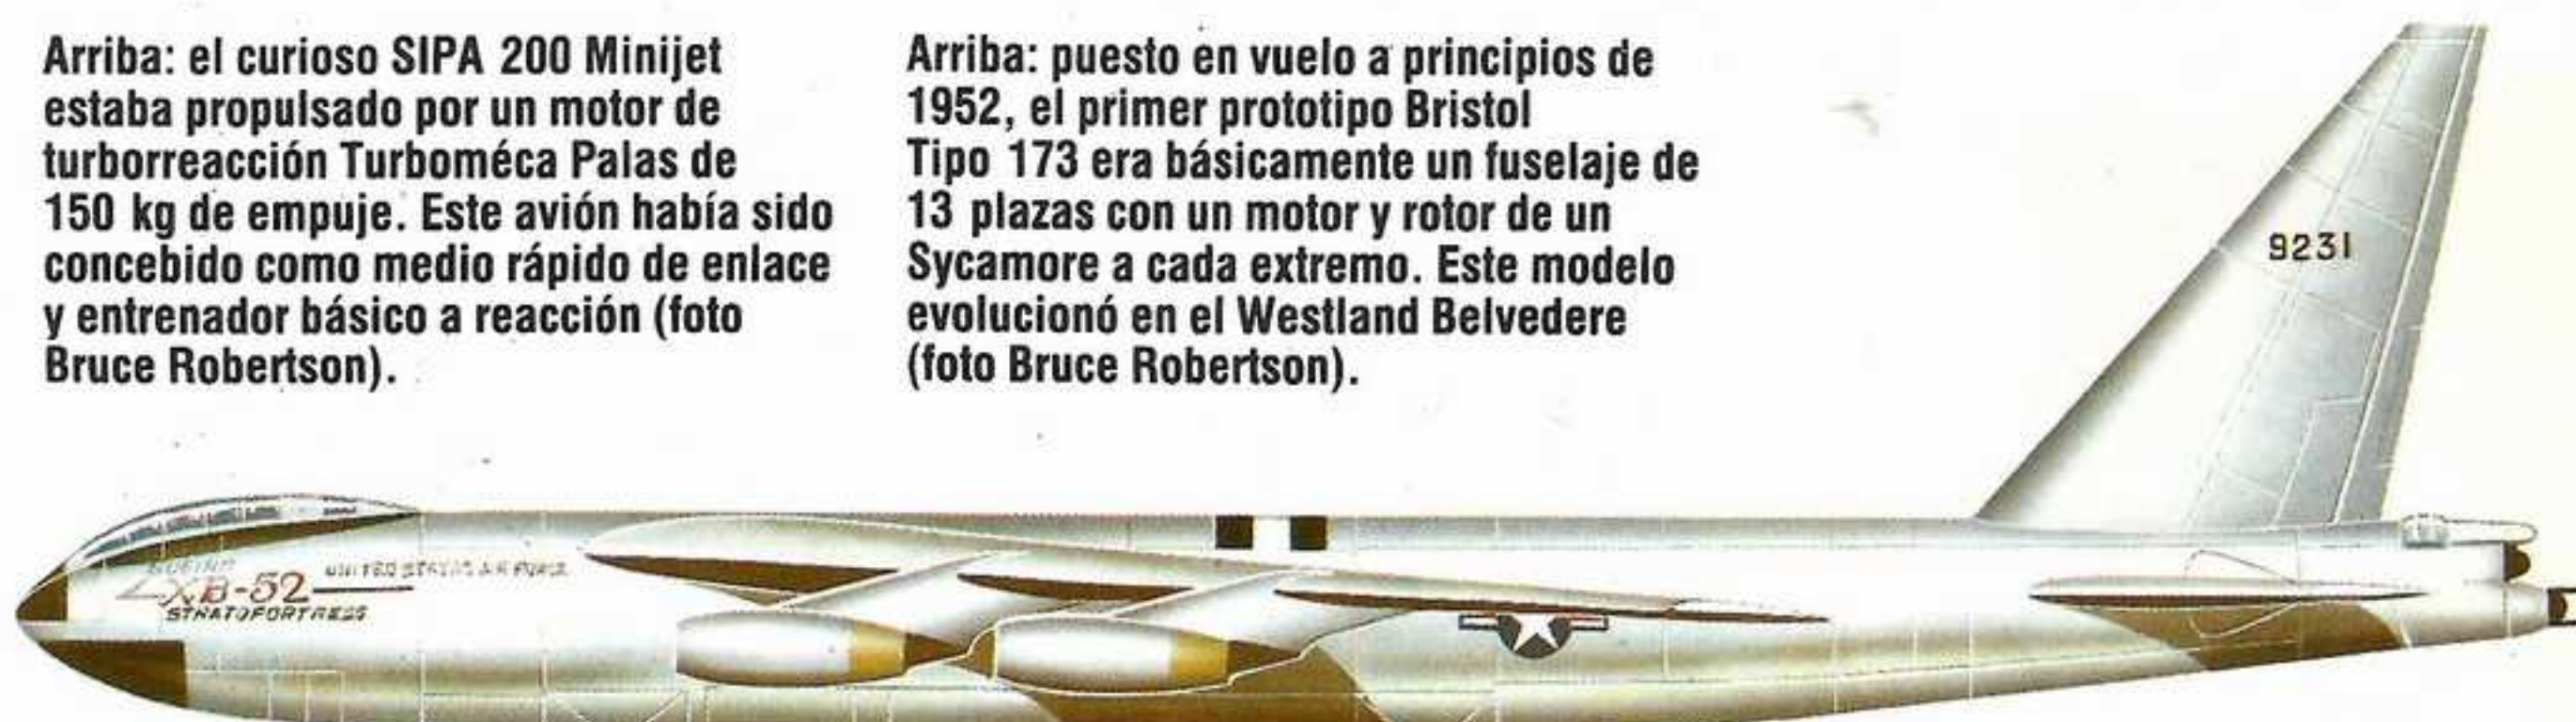 Arriba: el curioso SIPA 200 Minijet
estaba propulsado por un motor de
turborreacción Turboméca Palas de
150 kg de empuje. Este avión había sido
concebido como medio rápido de enlace
y entrenador básico a reacción (foto
Bruce Robertson).
Arriba: puesto en vuelo a principios de
1952, el primer prototipo Bristol
Tipo 173 era básicamente un fuselaje de
13 plazas con un motor y rotor de un
Sycamore a cada extremo. Este modelo
evolucionó en el Westland Belvedere
(foto Bruce Robertson).
9231
BOEING
XB-52
STRATOFORTRESS
UNITED STATES AIR FORCE